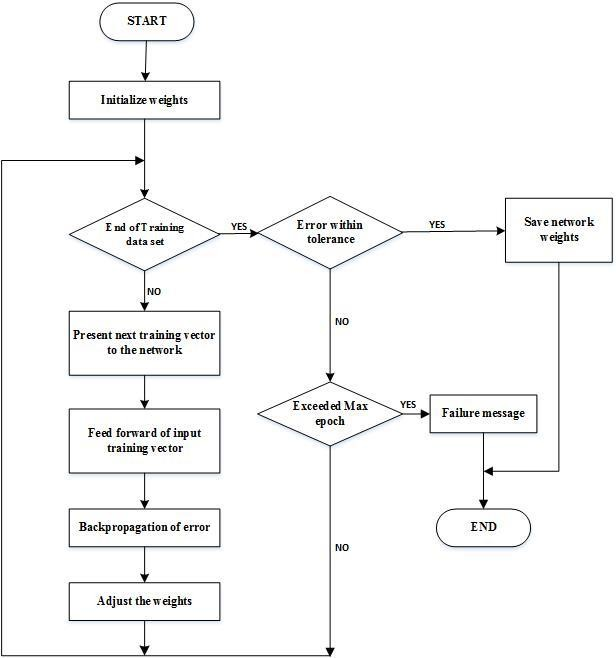 START
Initialize weights
End of Training
data set
YES
Error within
tolerance
YES
Save network
weights
NO
NO
Present next training vector
to the network
Exceeded Max
epoch
YES
Failure message
Feed forward of input
training vector
Backpropagation of error
END
NO
Adjust the weights